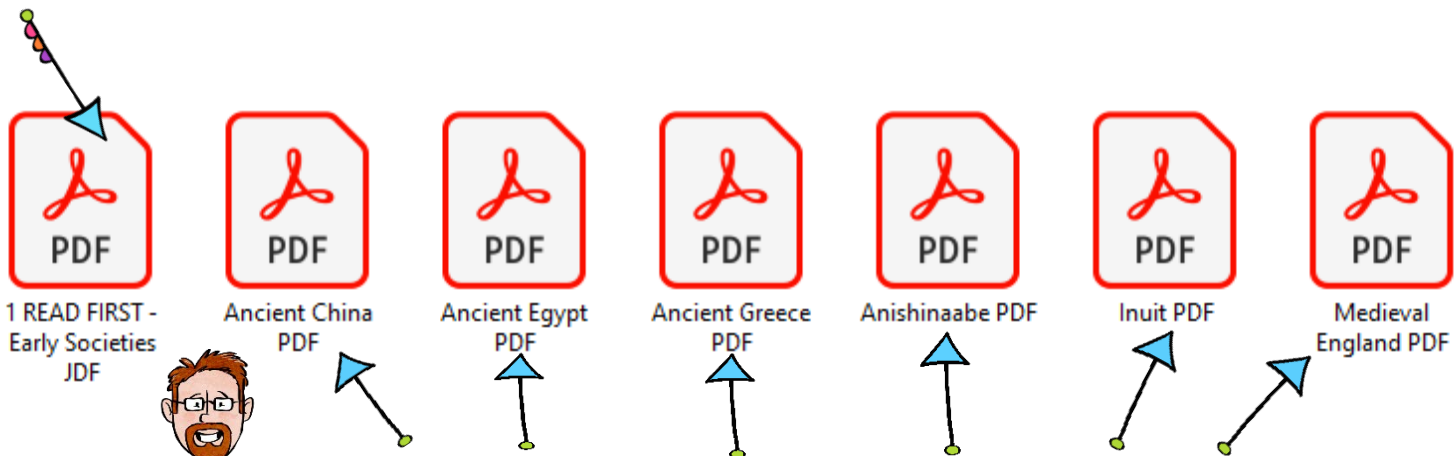 PDF
1 READ FIRST -
Early Societies
JDF
PDF
Ancient China
PDF
PDF
Ancient Egypt
PDF
PDF
Ancient Greece
PDF
PDF
Anishinaabe PDF
PDF
Inuit PDF
PDF
Medieval
England PDF